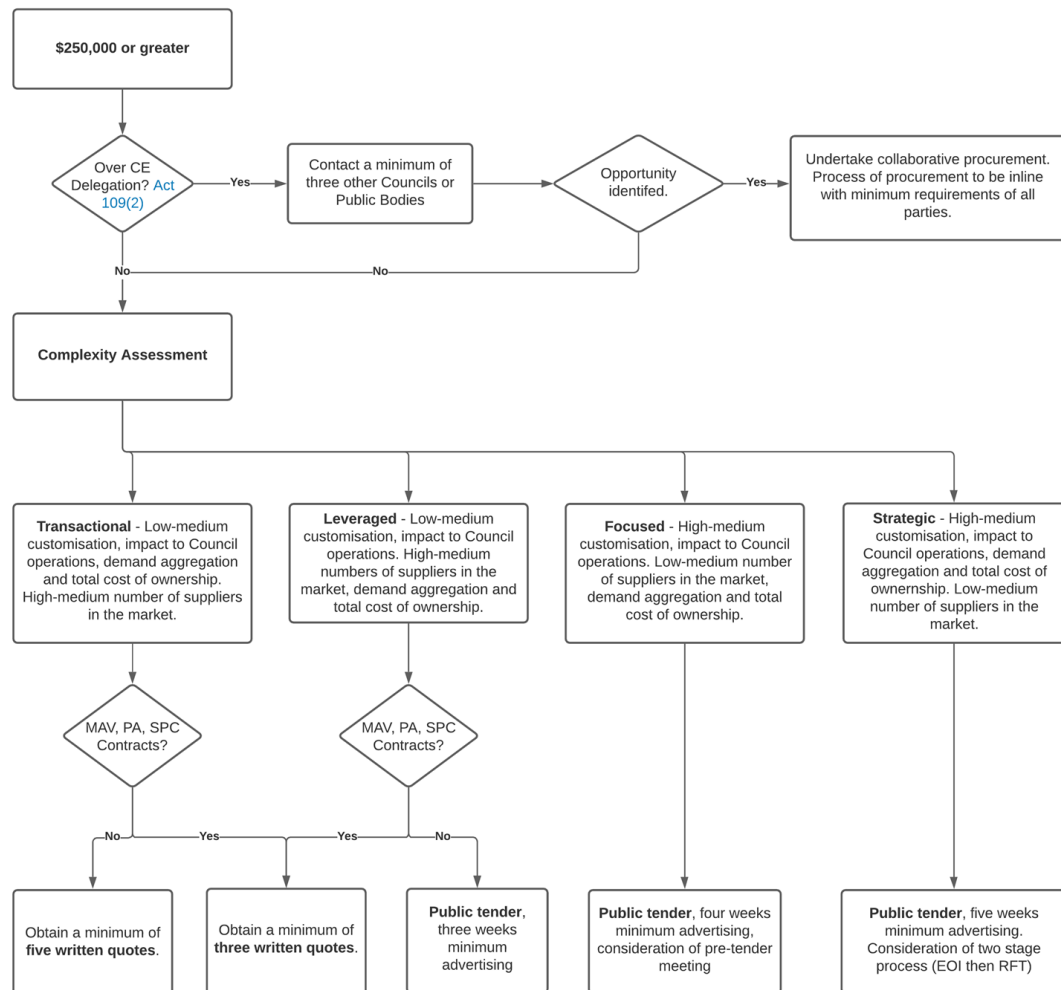 $250,000 or greater
Over CE
Delegation? Act
109(2)
Yes
Contact a minimum of
three other Councils or
Public Bodies
Opportunity
identifed.
Yes
Undertake collaborative procurement.
Process of procurement to be inline
with minimum requirements of all
parties.
No
No
Complexity Assessment
Transactional - Low-medium
customisation, impact to Council
operations, demand aggregation
and total cost of ownership.
High-medium number of suppliers
in the market.
Leveraged - Low-medium
customisation, impact to Council
operations. High-medium
numbers of suppliers in the
market, demand aggregation and
total cost of ownership.
Focused - High-medium
customisation, impact to Council
operations. Low-medium number
of suppliers in the market,
demand aggregation and total
cost of ownership.
Strategic - High-medium
customisation, impact to
Council operations, demand
aggregation and total cost of
ownernship. Low-medium
number of suppliers in the
market.
MAV, PA, SPC
Contracts?
MAV, PA, SPC
Contracts?
No
Yes
Yes
No
Obtain a minimum of
five written quotes.
Obtain a minimum of
three written quotes.
Public tender,
three weeks
minimum
advertising
Public tender, four weeks
minimum advertising,
consideration of pre-tender
meeting
Public tender, five weeks
minimum advertising.
Consideration of two stage
process (EOI then RFT)